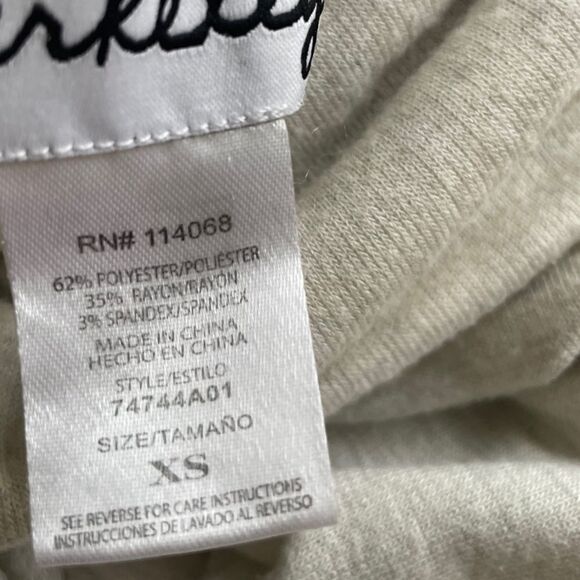 RN# 114068
62% POLYESTER/POLIÉSTER
35% RAYON/RAYON
3% SPANDEX/SPANDEX
MADE IN CHINA
HECHO EN CHINA
STYLE/ESTILO
74744A01
SIZE/TAMAÑO
XS
SEE REVERSE FOR CARE INSTRUCTIONS
INSTRUCCIONES DE LAVADO AL REVERSO